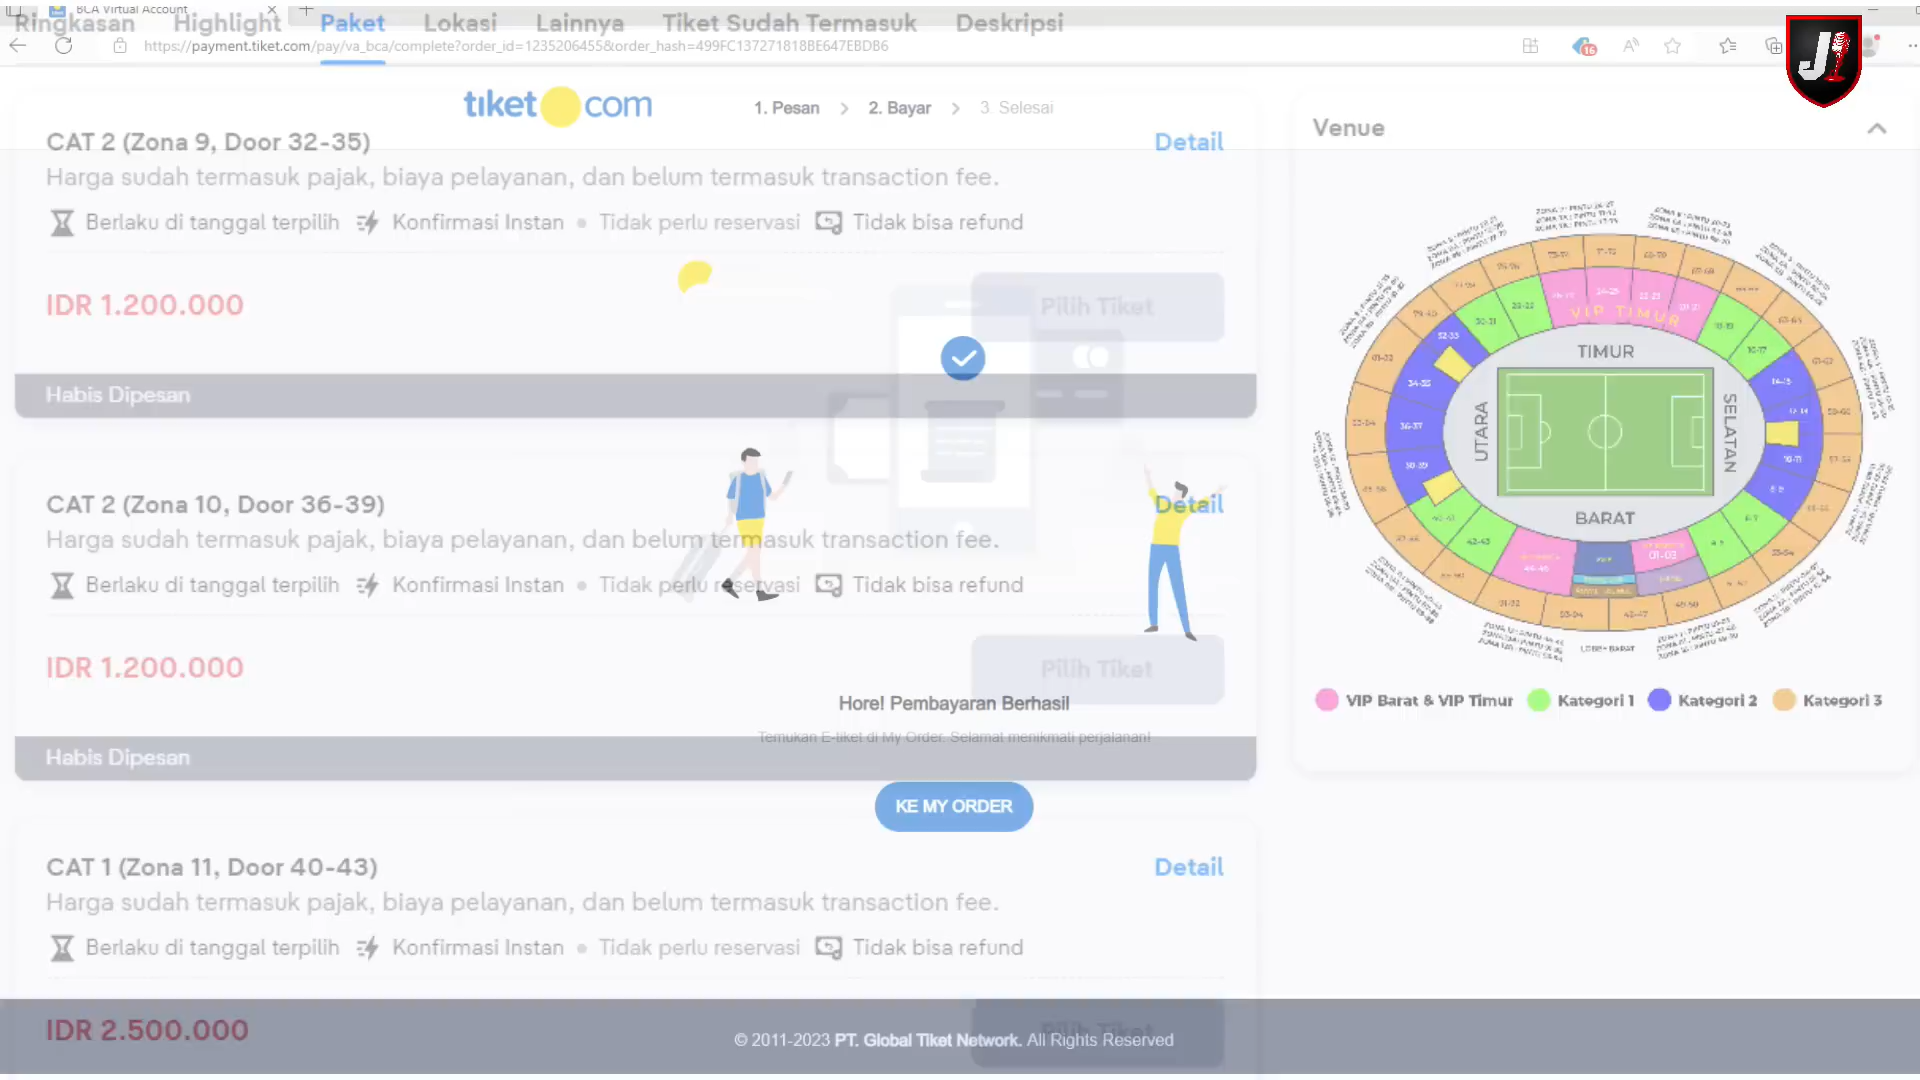 BCA Virtual Account
Ringkasan Highlight Paket Lokasi Lainnya Tiket Sudah Termasuk Deskripsi
https://payment.tiket.com/pay/va_bca/complete?order_id=1235206455&order_hash=499FC137271818BE647EBDB6
16
tiket com
1. Pesan > 2. Bayar > 3. Selesai
CAT 2 (Zona 9, Door 32-35)
Detail
Harga sudah termasuk pajak, biaya pelayanan, dan belum termasuk transaction fee.
Berlaku di tanggal terpilih Konfirmasi Instan • Tidak perlu reservasi Tidak bisa refund
IDR 1.200.000
Pilih Tiket
Habis Dipesan
CAT 2 (Zona 10, Door 36-39)
Detail
Harga sudah termasuk pajak, biaya pelayanan, dan belum termasuk transaction fee.
Berlaku di tanggal terpilih Konfirmasi Instan • Tidak perlu reservasi Tidak bisa refund
IDR 1.200.000
Pilih Tiket
Hore! Pembayaran Berhasil
Temukan E-tiket di My Order. Selamat menikmati perjalanan!
Habis Dipesan
KE MY ORDER
CAT 1 (Zona 11, Door 40-43)
Detail
Harga sudah termasuk pajak, biaya pelayanan, dan belum termasuk transaction fee.
Berlaku di tanggal terpilih Konfirmasi Instan • Tidak perlu reservasi Tidak bisa refund
IDR 2.500.000
Pilih Tiket
© 2011-2023 PT. Global Tiket Network. All Rights Reserved
J1
Venue
VIP TIMUR
TIMUR
UTARA
SELATAN
BARAT
01-03
LOBBY BARAT
VIP Barat & VIP Timur Kategori 1 Kategori 2 Kategori 3